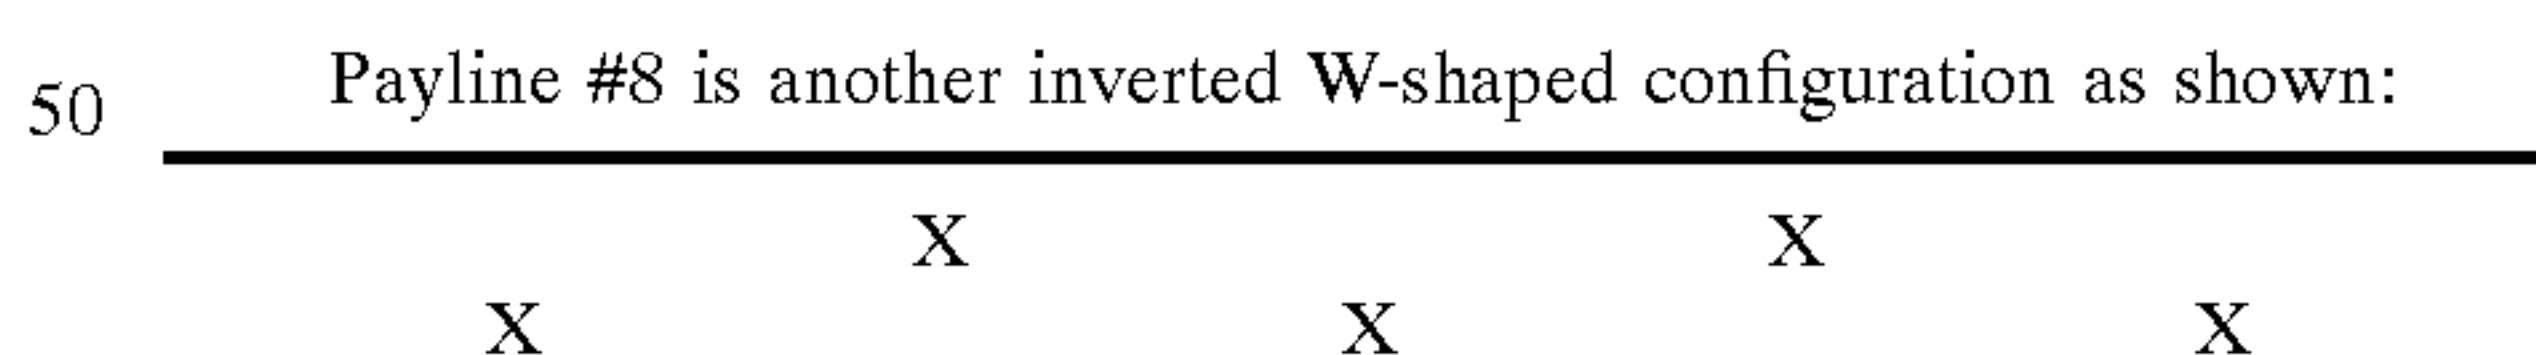 50 Payline #8 is another inverted W-shaped configuration as shown:
X X
X X X